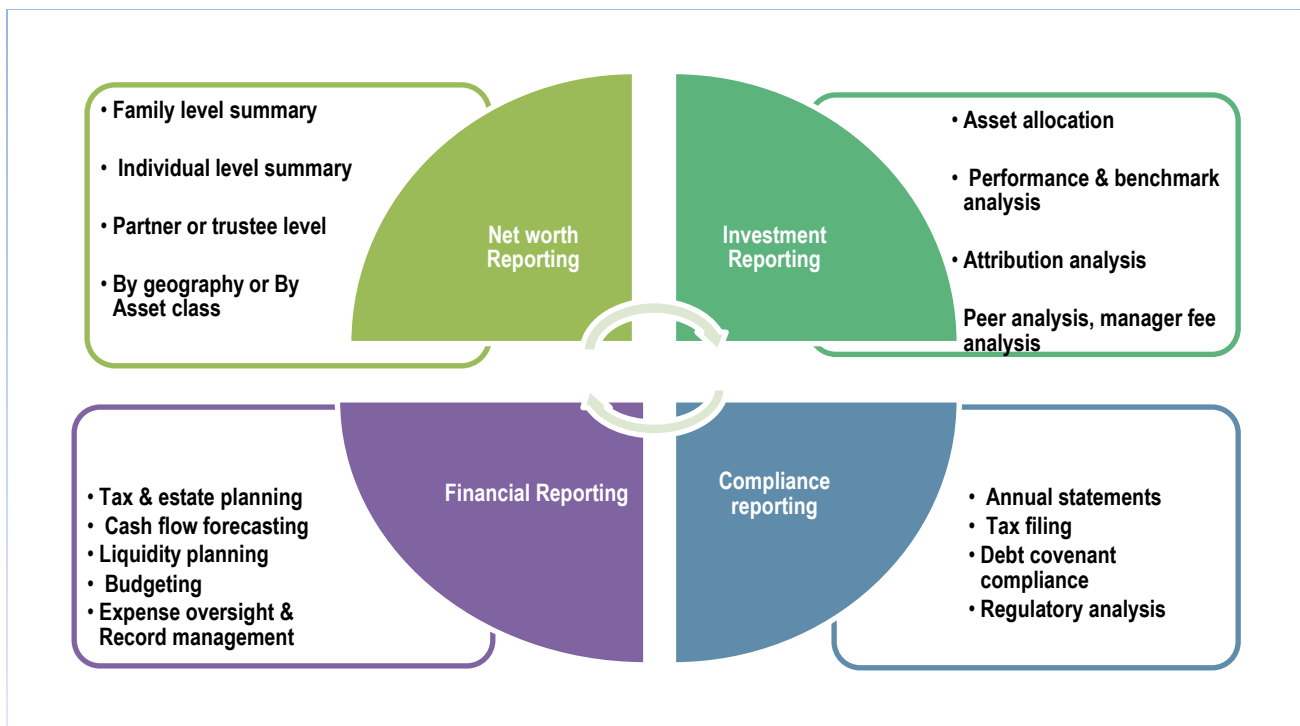 • Family level summary
• Individual level summary
• Partner or trustee level
• By geography or By
Asset class
Net worth
Reporting
Investment
Reporting
• Asset allocation
• Performance & benchmark
analysis
• Attribution analysis
Peer analysis, manager fee
analysis
• Tax & estate planning
• Cash flow forecasting
• Liquidity planning
• Budgeting
• Expense oversight &
Record management
Financial Reporting
Compliance
reporting
• Annual statements
• Tax filing
• Debt covenant
compliance
• Regulatory analysis